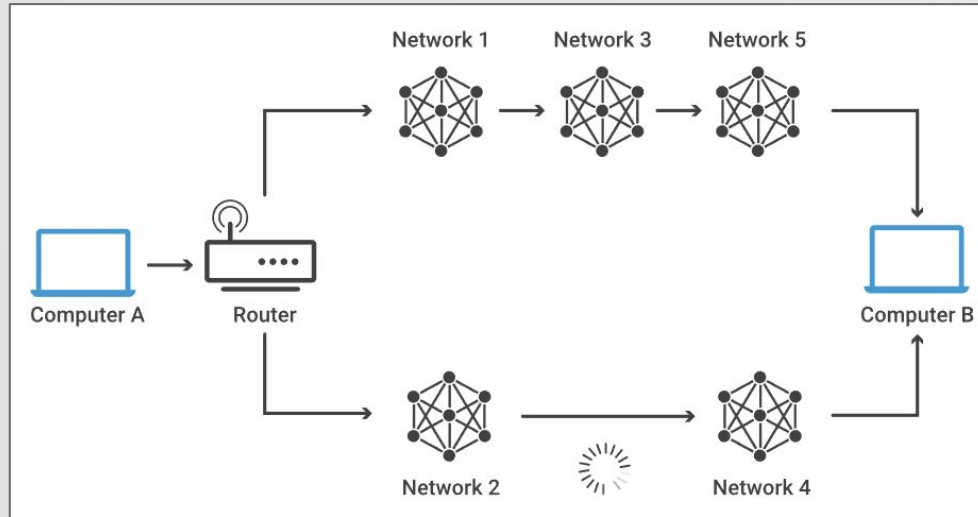 Network 1
Network 3
Network 5
Computer A
Router
Computer B
Network 2
Network 4